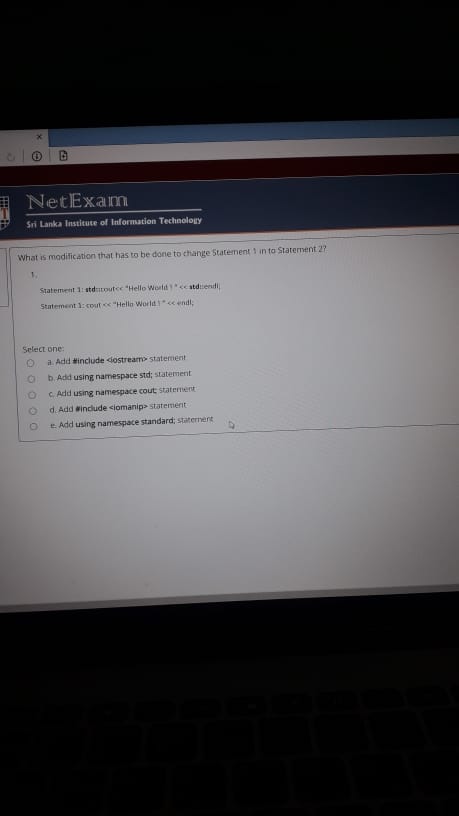 NetExam
Sri Lanka Institute of Information Technology
What is modification that has to be done to change Statement 1 in to Statement 2?
1.
Statement 1: std::cout<< "Hello World ! " << std::endl;
Statement 1: cout << "Hello World ! " << endl;
Select one:
a. Add #include <iostream> statement
b. Add using namespace std; statement
c. Add using namespace cout; statement
d. Add #include <iomanip> statement
e. Add using namespace standard; statement